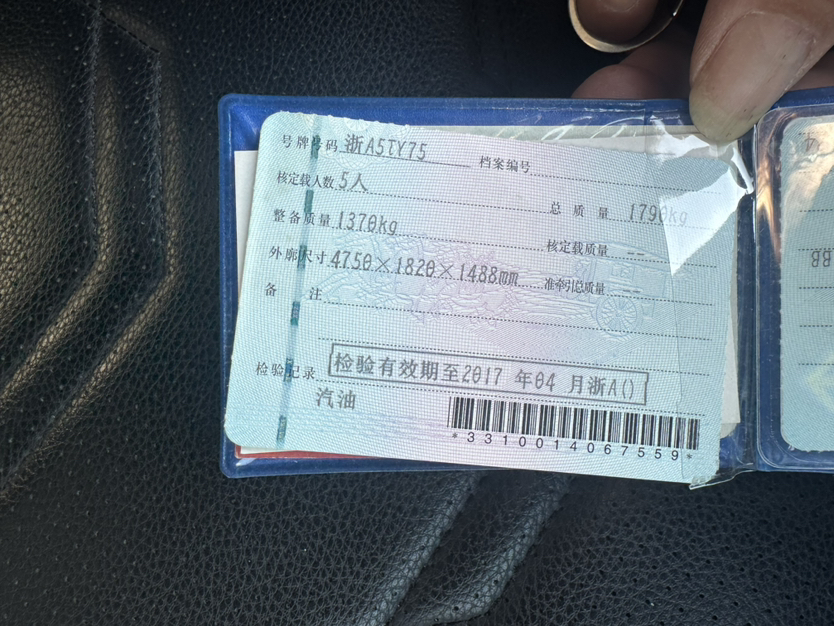 号牌号码 浙A5TY75 档案编号
核定载人数 5人 总质量 1790kg
整备质量 1370kg 核定载质量 --
外廓尺寸 4750×1820×1488mm 准牵引总质量 --
备注
检验记录 检验有效期至2017 年04 月浙A()
汽油
*3310014067559*